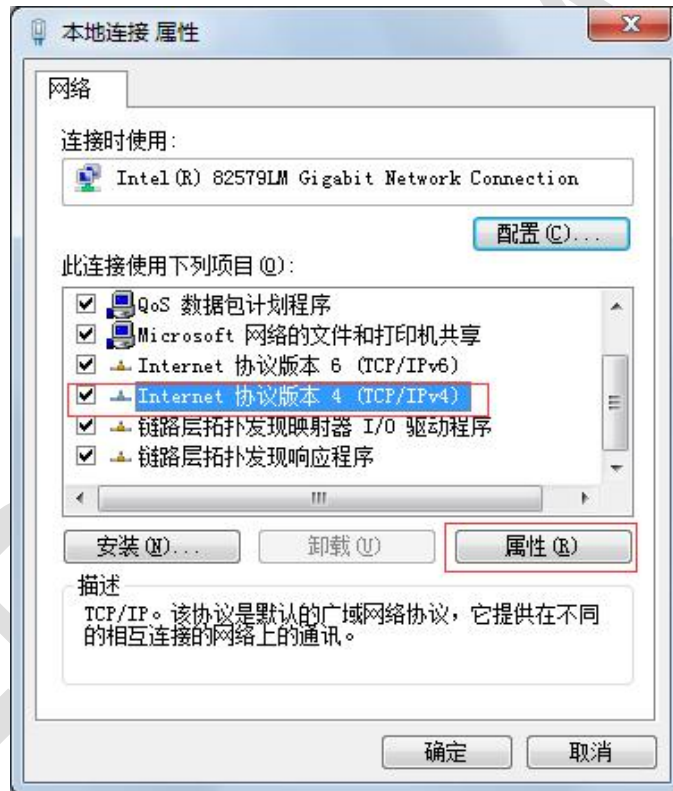 本地连接 属性
网络
连接时使用:
Intel(R) 82579LM Gigabit Network Connection
配置(C)...
此连接使用下列项目(O):
QoS 数据包计划程序
Microsoft 网络的文件和打印机共享
Internet 协议版本 6 (TCP/IPv6)
Internet 协议版本 4 (TCP/IPv4)
链路层拓扑发现映射器 I/O 驱动程序
链路层拓扑发现响应程序
安装(N)... 卸载(U) 属性(R)
描述
TCP/IP。该协议是默认的广域网络协议，它提供在不同
的相互连接的网络上的通讯。
确定 取消